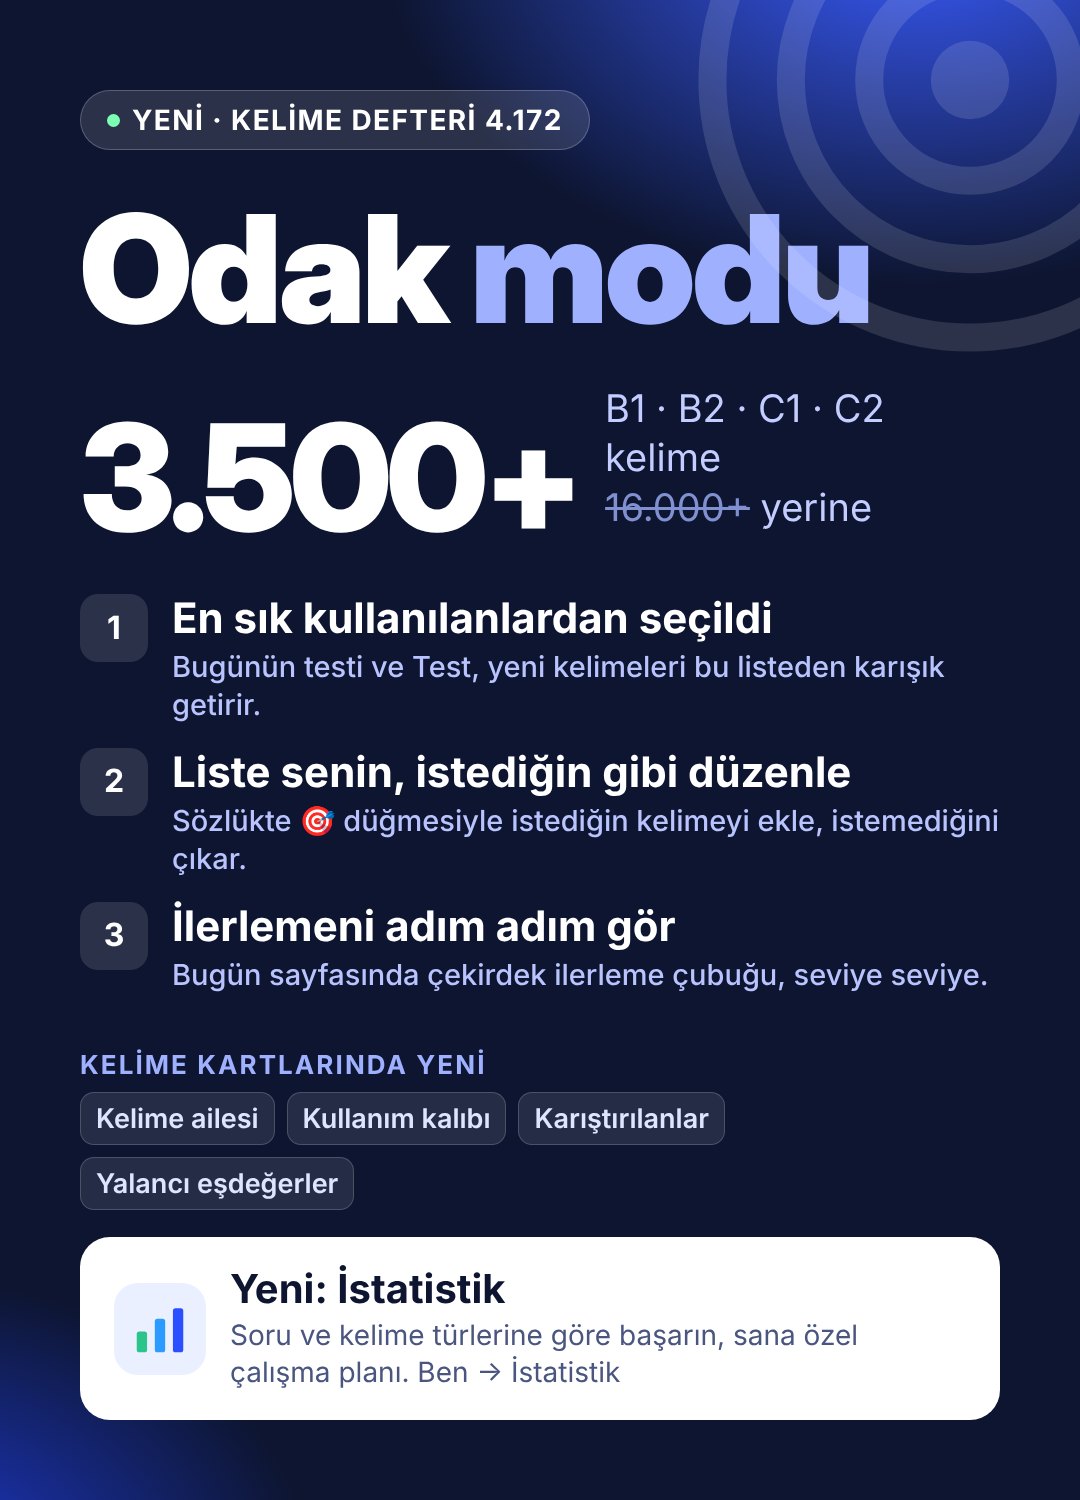 YENİ · KELİME DEFTERİ 4.172
Odak modu
3.500+
B1 · B2 · C1 · C2
kelime
16.000+ yerine
1
En sık kullanılanlardan seçildi
Bugünün testi ve Test, yeni kelimeleri bu listeden karışık
getirir.
2
Liste senin, istediğin gibi düzenle
Sözlükte 🎯 düğmesiyle istediğin kelimeyi ekle, istemediğini
çıkar.
3
İlerlemeni adım adım gör
Bugün sayfasında çekirdek ilerleme çubuğu, seviye seviye.
KELİME KARTLARINDA YENİ
Kelime ailesi
Kullanım kalıbı
Karıştırılanlar
Yalancı eşdeğerler
Yeni: İstatistik
Soru ve kelime türlerine göre başarın, sana özel
çalışma planı. Ben → İstatistik